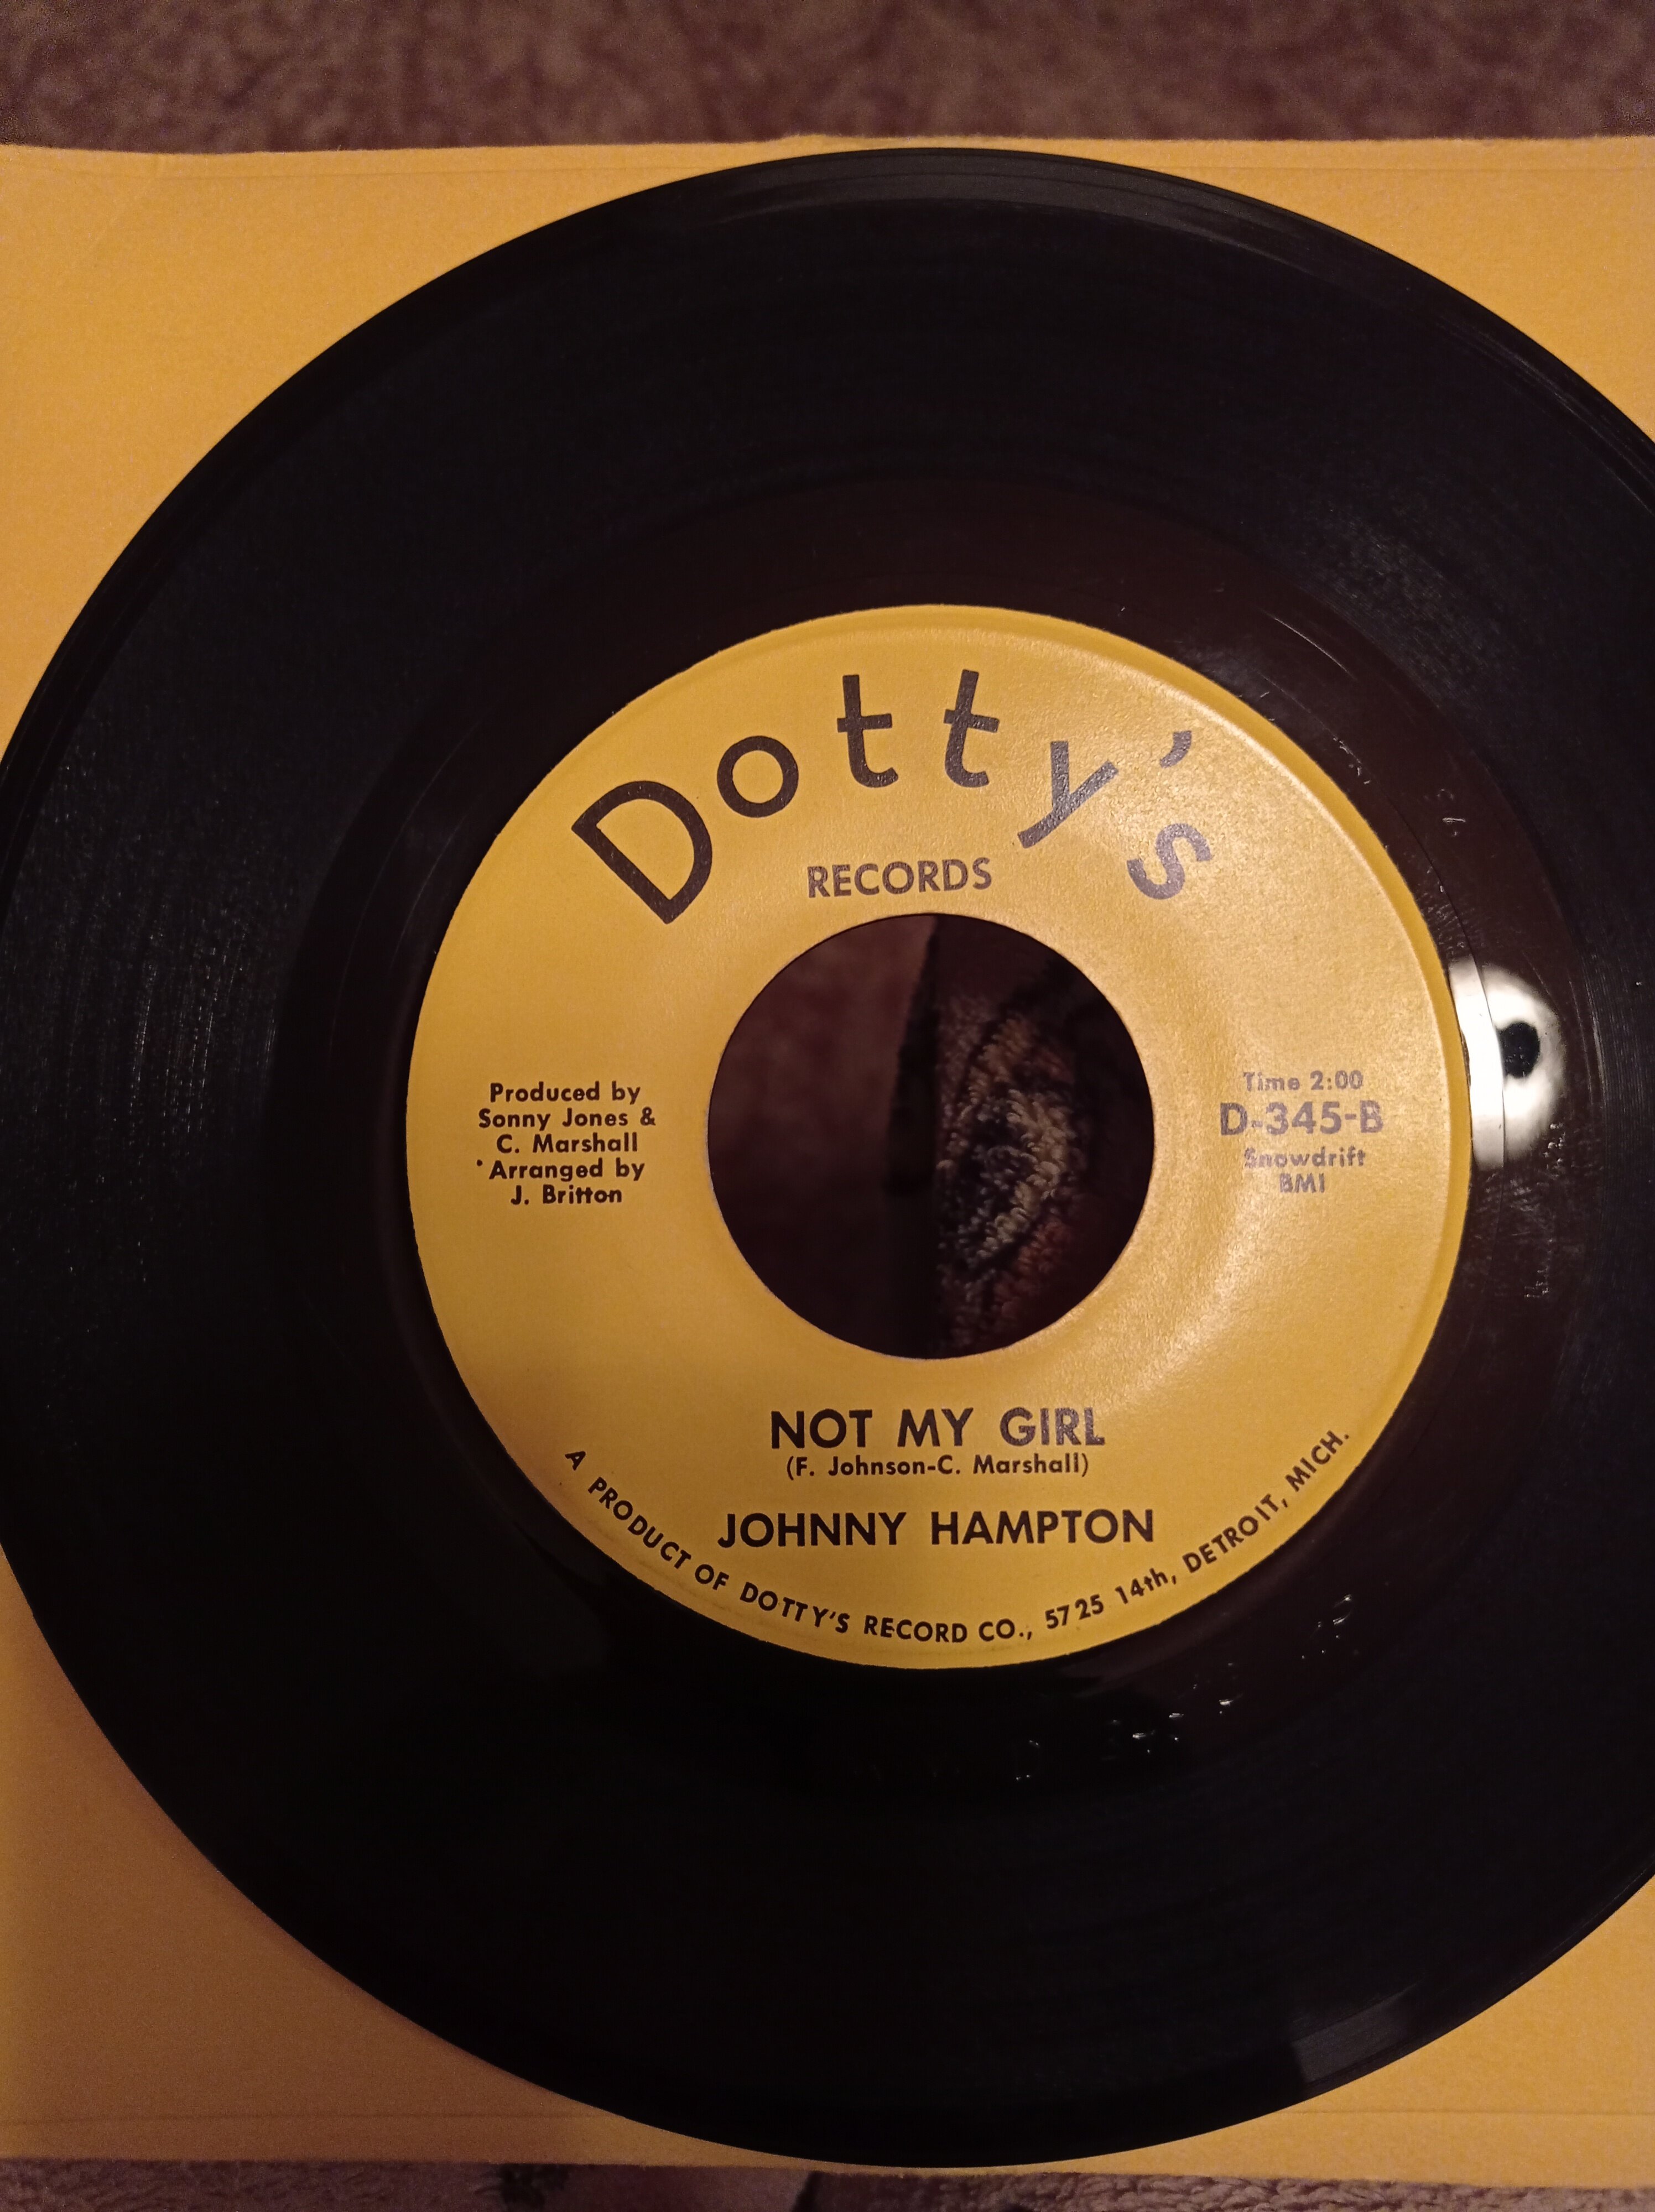 Dotty's
RECORDS
Produced by
Sonny Jones &
C. Marshall
Arranged by
J. Britton
Time 2:00
D-345-B
Snowdrift
BMI
NOT MY GIRL
(F. Johnson-C. Marshall)
JOHNNY HAMPTON
A PRODUCT OF DOTTY'S RECORD CO., 5725 14th, DETROIT, MICH.